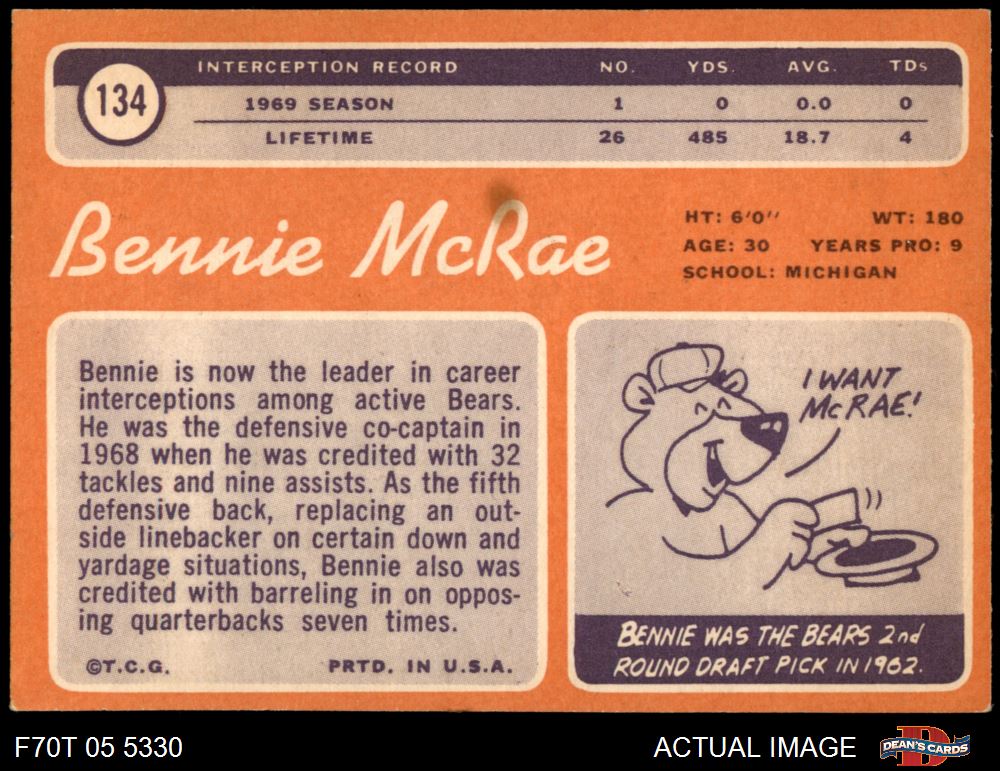 134
INTERCEPTION RECORD NO. YDS. AVG. TDs
1969 SEASON 1 0 0.0 0
LIFETIME 26 485 18.7 4
Bennie McRae
HT: 6'0'' WT: 180
AGE: 30 YEARS PRO: 9
SCHOOL: MICHIGAN
Bennie is now the leader in career
interceptions among active Bears.
He was the defensive co-captain in
1968 when he was credited with 32
tackles and nine assists. As the fifth
defensive back, replacing an out-
side linebacker on certain down and
yardage situations, Bennie also was
credited with barreling in on oppos-
ing quarterbacks seven times.
©T.C.G. PRTD. IN U.S.A.
I WANT
McRAE!
BENNIE WAS THE BEARS 2nd
ROUND DRAFT PICK IN 1962.
F70T 05 5330 ACTUAL IMAGE DEAN'S CARDS